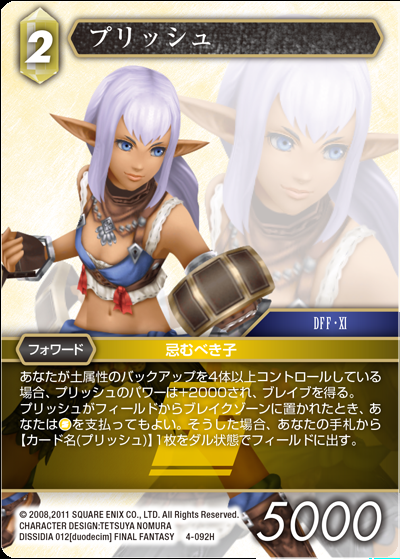 2
プリッシュ
DFF・XI
フォワード
忌むべき子
あなたが土属性のバックアップを4体以上コントロールしている
場合、プリッシュのパワーは+2000され、ブレイブを得る。
プリッシュがフィールドからブレイクゾーンに置かれたとき、あ
なたは を支払ってもよい。そうした場合、あなたの手札から
【カード名(プリッシュ)】1枚をダル状態でフィールドに出す。
© 2008,2011 SQUARE ENIX CO., LTD. All Rights Reserved.
CHARACTER DESIGN:TETSUYA NOMURA 4-092H
DISSIDIA 012[duodecim] FINAL FANTASY
5000